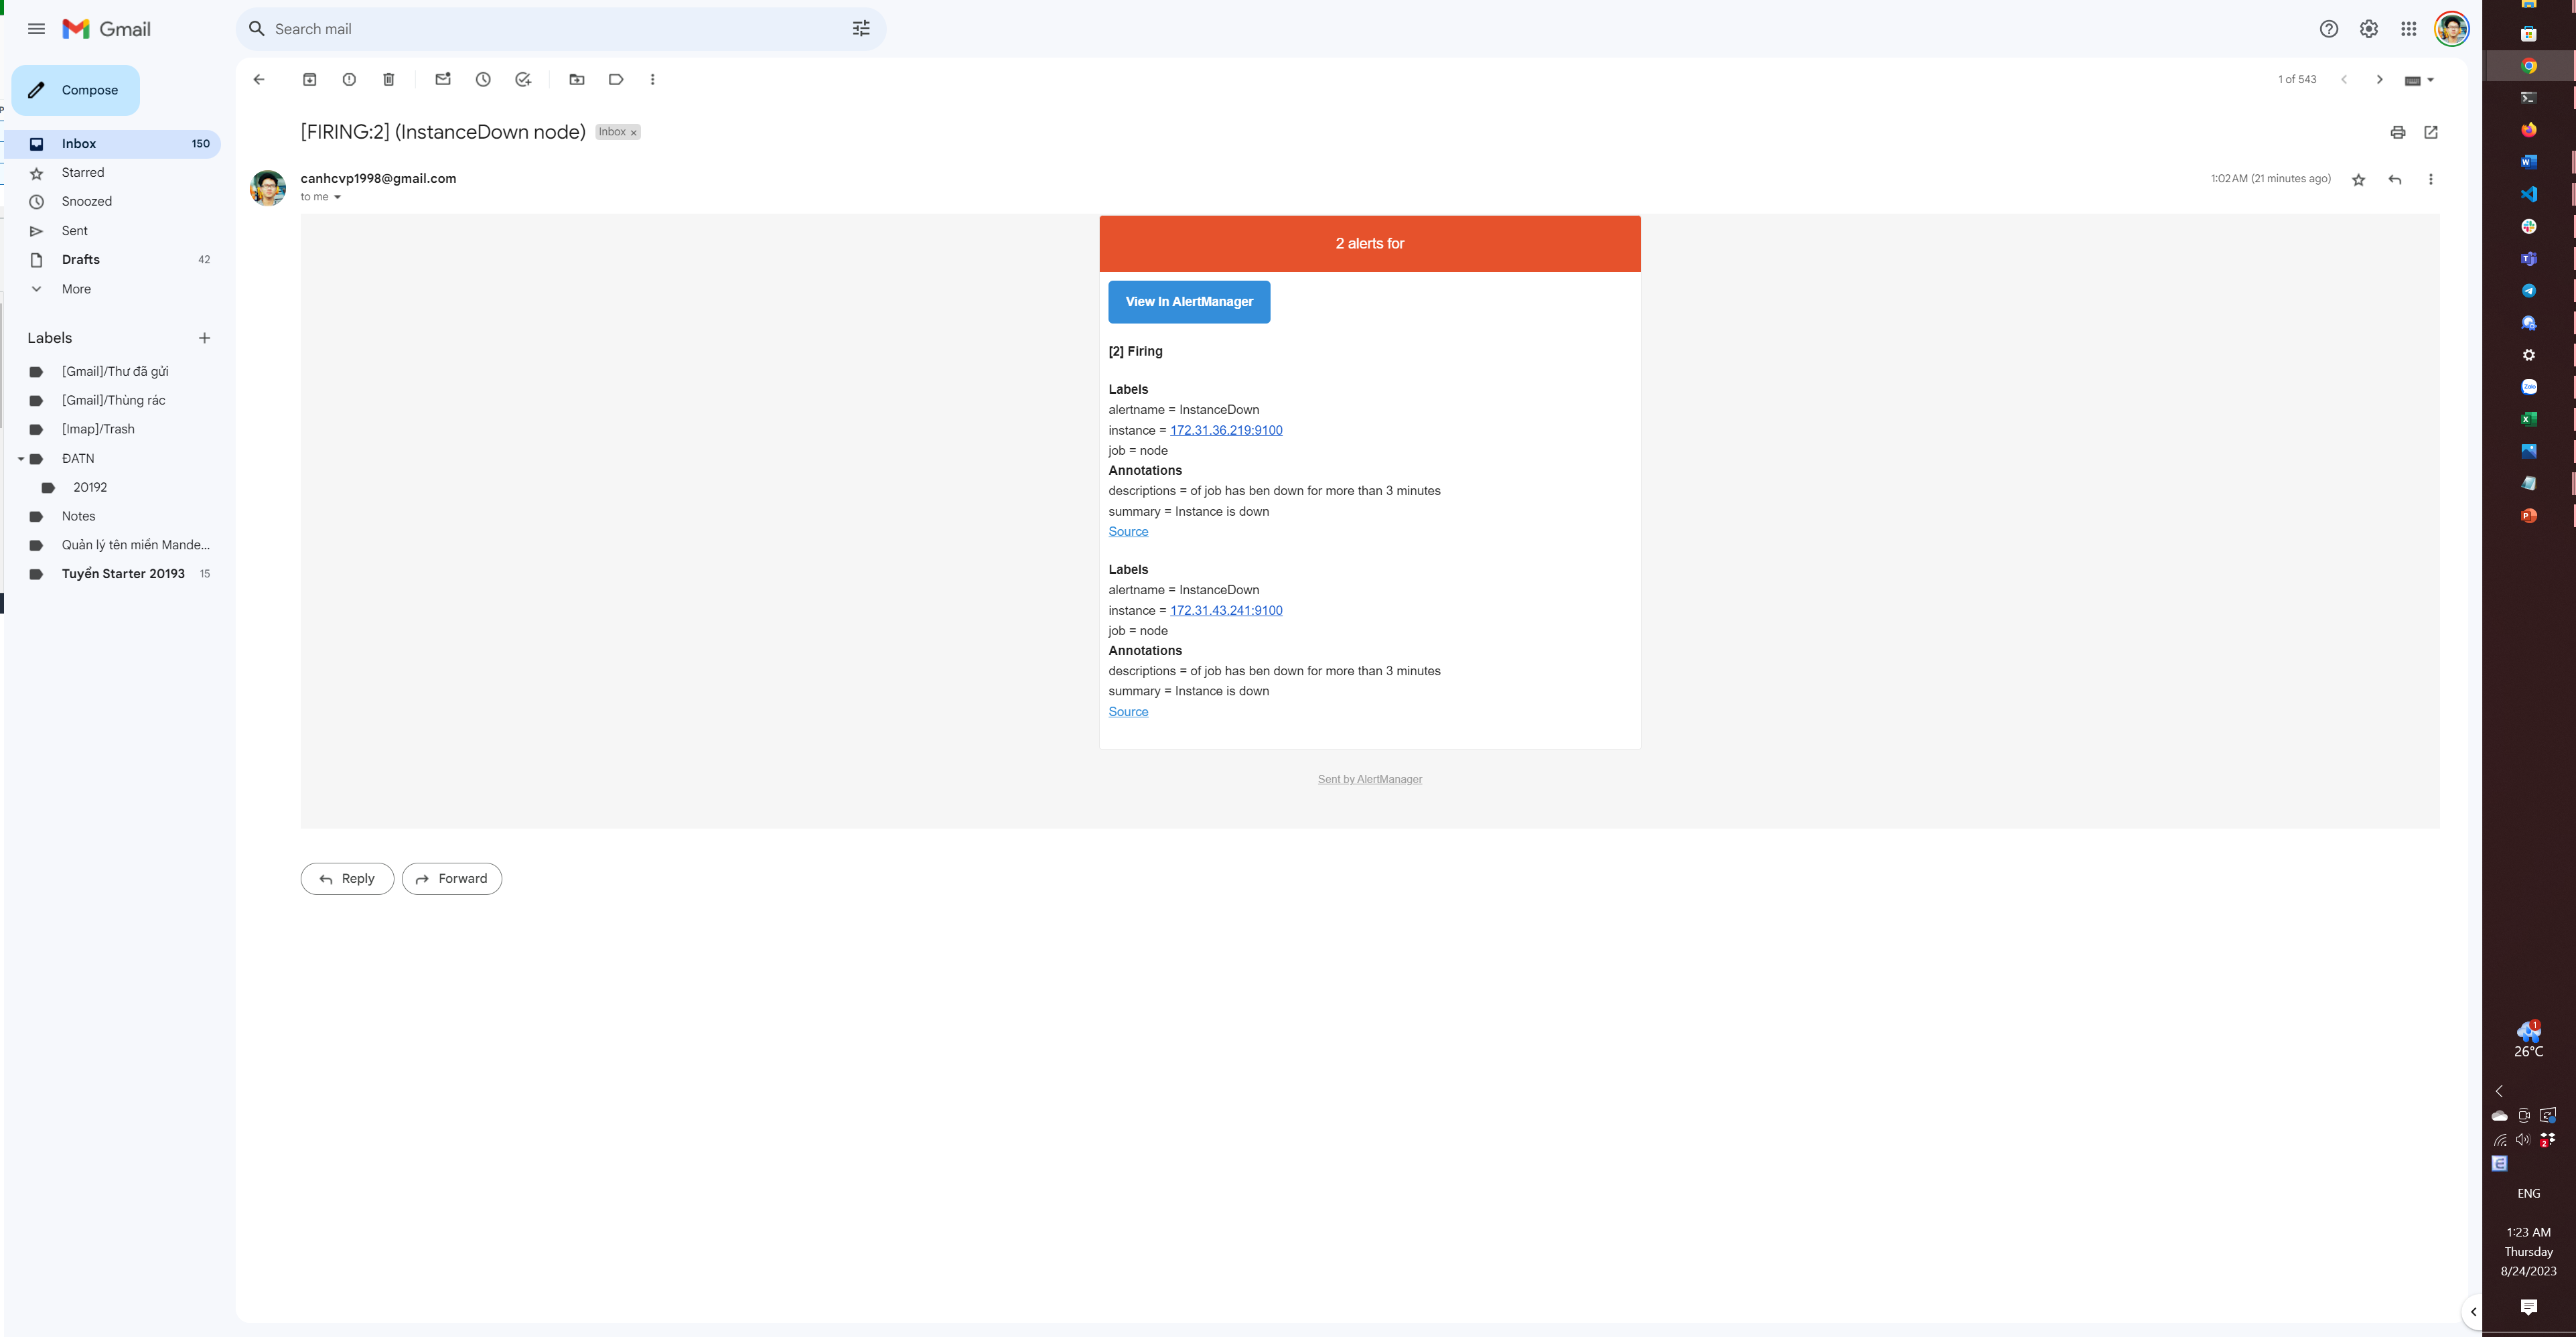 Gmail
Search mail
Compose
Inbox 150
Starred
Snoozed
Sent
Drafts 42
More
Labels
[Gmail]/Thư đã gửi
[Gmail]/Thùng rác
[Imap]/Trash
ĐATN
20192
Notes
Quản lý tên miền Mande...
Tuyển Starter 20193 15
1 of 543
[FIRING:2] (InstanceDown node) Inbox x
canhcvp1998@gmail.com
to me
1:02 AM (21 minutes ago)
2 alerts for
View In AlertManager
[2] Firing
Labels
alertname = InstanceDown
instance = 172.31.36.219:9100
job = node
Annotations
descriptions = of job has ben down for more than 3 minutes
summary = Instance is down
Source
Labels
alertname = InstanceDown
instance = 172.31.43.241:9100
job = node
Annotations
descriptions = of job has ben down for more than 3 minutes
summary = Instance is down
Source
Sent by AlertManager
Reply
Forward
Zalo
1
26°C
2
ENG
1:23 AM
Thursday
8/24/2023